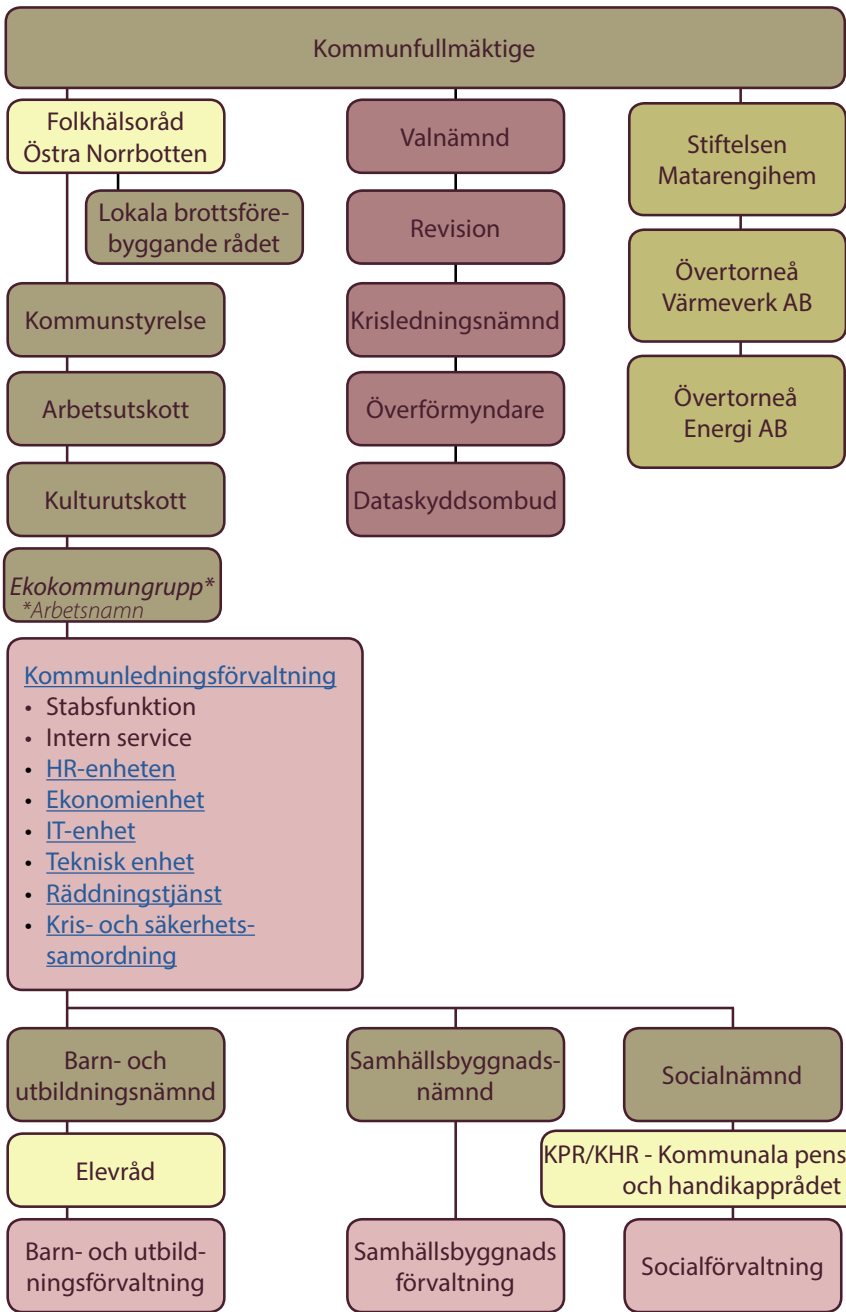 Kommunfullmäktige
Folkhälsoråd
Östra Norrbotten
Lokala brottsföre-
byggande rådet
Kommunstyrelse
Arbetsutskott
Kulturutskott
Ekokommungrupp*
*Arbetsnamn
Valnämnd
Revision
Krisledningsnämnd
Överförmyndare
Dataskyddsombud
Stiftelsen
Matarengihem
Övertorneå
Värmeverk AB
Övertorneå
Energi AB
Kommunledningsförvaltning
• Stabsfunktion
• Intern service
• HR-enheten
• Ekonomienhet
• IT-enhet
• Teknisk enhet
• Räddningstjänst
• Kris- och säkerhets-
samordning
Barn- och
utbildningsnämnd
Elevråd
Barn- och utbild-
ningsförvaltning
Samhällsbyggnads-
nämnd
Samhällsbyggnads
förvaltning
Socialnämnd
KPR/KHR - Kommunala pens
och handikapprådet
Socialförvaltning